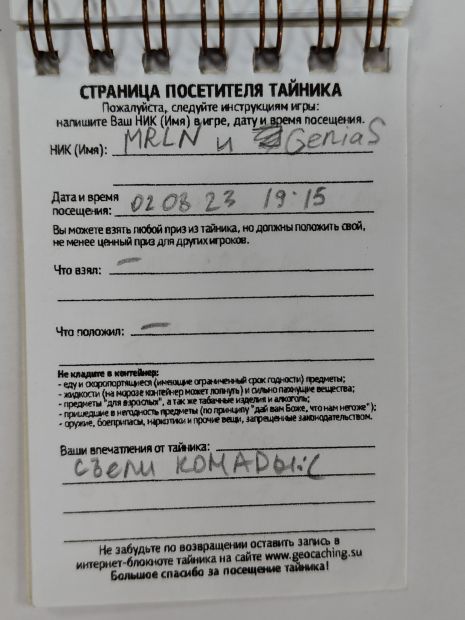 СТРАНИЦА ПОСЕТИТЕЛЯ ТАЙНИКА
Пожалуйста, следуйте инструкциям игры:
напишите Ваш НИК (Имя) в игре, дату и время посещения.
НИК (Имя): MRLN и GeniaS
Дата и время
посещения: 02 08 23 19:15
Вы можете взять любой приз из тайника, но должны положить свой,
не менее ценный приз для других игроков.
Что взял: —
Что положил: —
Не кладите в контейнер:
- еду и скоропортящиеся (имеющие ограниченный срок годности) предметы;
- жидкости (на морозе контейнер может лопнуть) и сильно пахнущие вещества;
- предметы "для взрослых", а так же табачные изделия и алкоголь;
- пришедшие в негодность предметы (по принципу "дай вам Боже, что нам негоже");
- оружие, боеприпасы, наркотики и прочие вещи, запрещенные законодательством.
Ваши впечатления от тайника:
съели комады:(
Не забудьте по возвращении оставить запись в
интернет-блокноте тайника на сайте www.geocaching.su
Большое спасибо за посещение тайника!